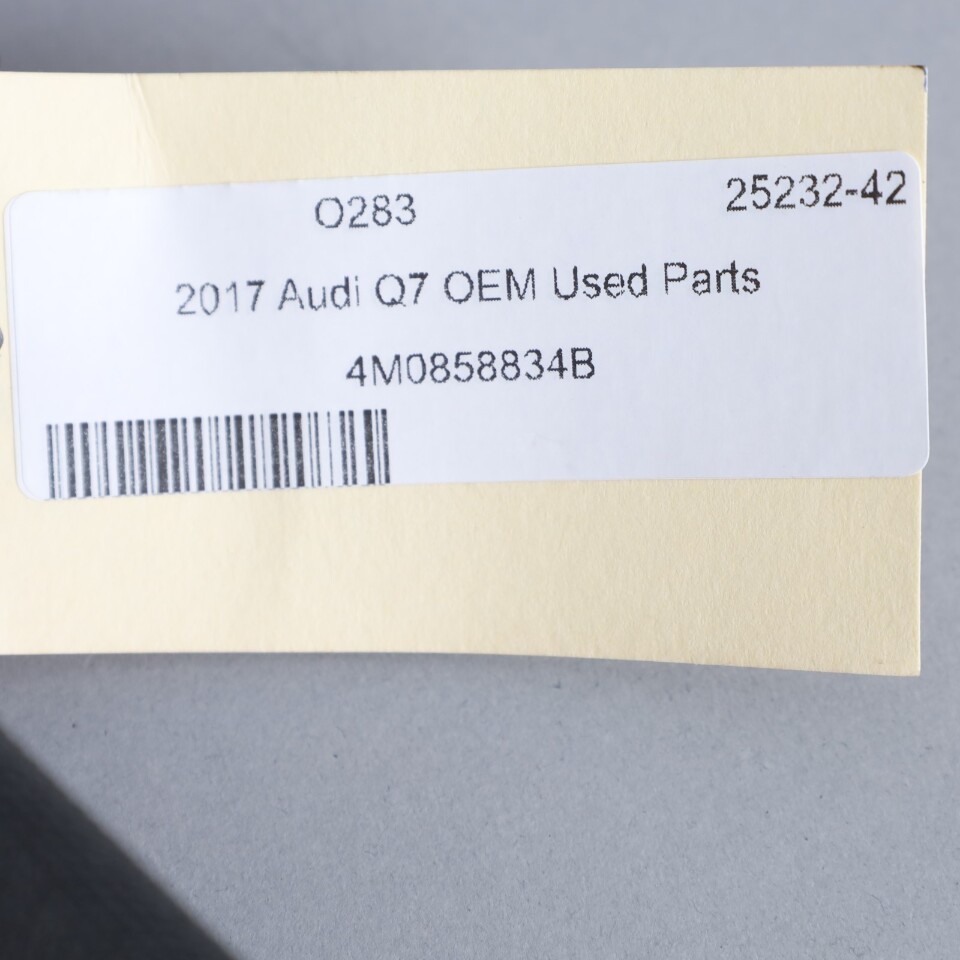 O283
25232-42
2017 Audi Q7 OEM Used Parts
4M0858834B